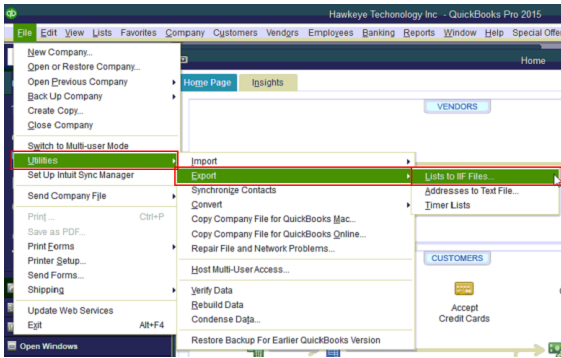 Hawkeye Techonology Inc - QuickBooks Pro 2015
File Edit View Lists Favorites Company Customers Vendors Employees Banking Reports Window Help Special Offe
Home
New Company...
Open or Restore Company...
Open Previous Company
Back Up Company
Create Copy...
Close Company
Switch to Multi-user Mode
Utilities
Set Up Intuit Sync Manager
Send Company File
Print... Ctrl+P
Save as PDF...
Print Forms
Printer Setup...
Send Forms...
Shipping
Update Web Services
Exit Alt+F4
Open Windows
Home Page Insights
VENDORS
Import
Export
Synchronize Contacts
Convert
Copy Company File for QuickBooks Mac...
Copy Company File for QuickBooks Online...
Repair File and Network Problems...
Host Multi-User Access...
Verify Data
Rebuild Data
Condense Data...
Restore Backup For Earlier QuickBooks Version
Lists to IIF Files...
Addresses to Text File...
Timer Lists
CUSTOMERS
Accept
Credit Cards